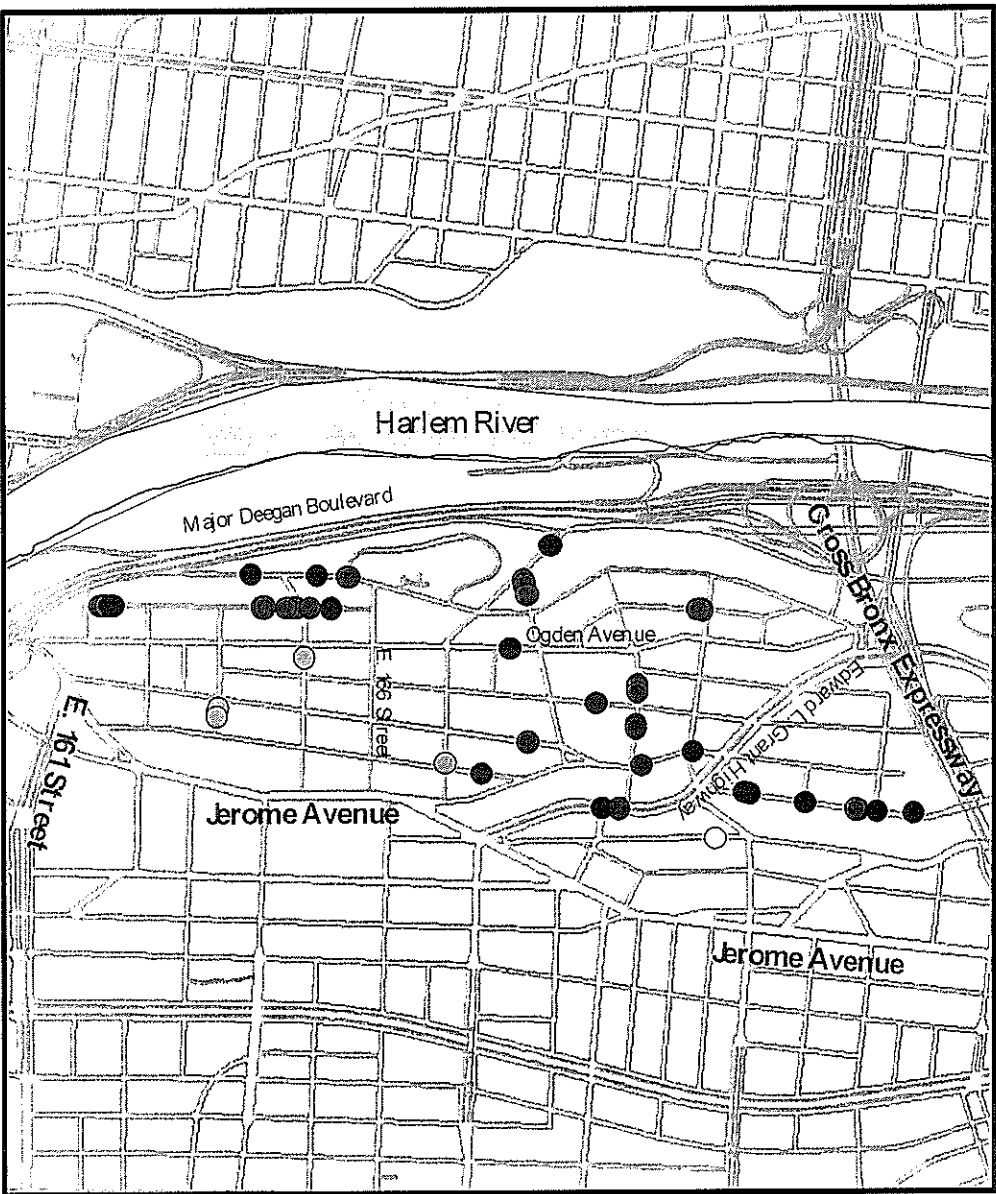 Harlem River
Major Deegan Boulevard
Cross Bronx Expressway
Ogden Avenue
E. 166 Street
Edward L. Grant Highway
E. 161 Street
Jerome Avenue
Jerome Avenue